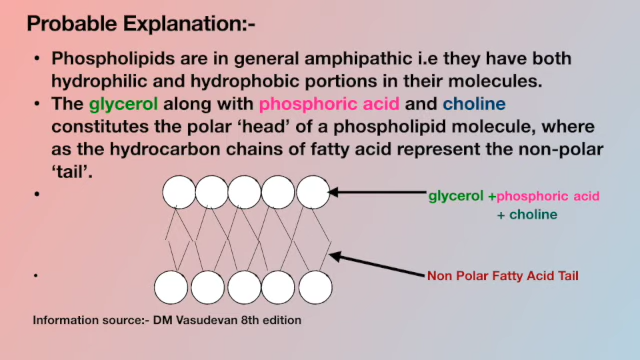 Probable Explanation:-
• Phospholipids are in general amphipathic i.e they have both
hydrophilic and hydrophobic portions in their molecules.
• The glycerol along with phosphoric acid and choline
constitutes the polar ‘head’ of a phospholipid molecule, where
as the hydrocarbon chains of fatty acid represent the non-polar
‘tail’.
glycerol +phosphoric acid
+ choline
Non Polar Fatty Acid Tail
Information source:- DM Vasudevan 8th edition